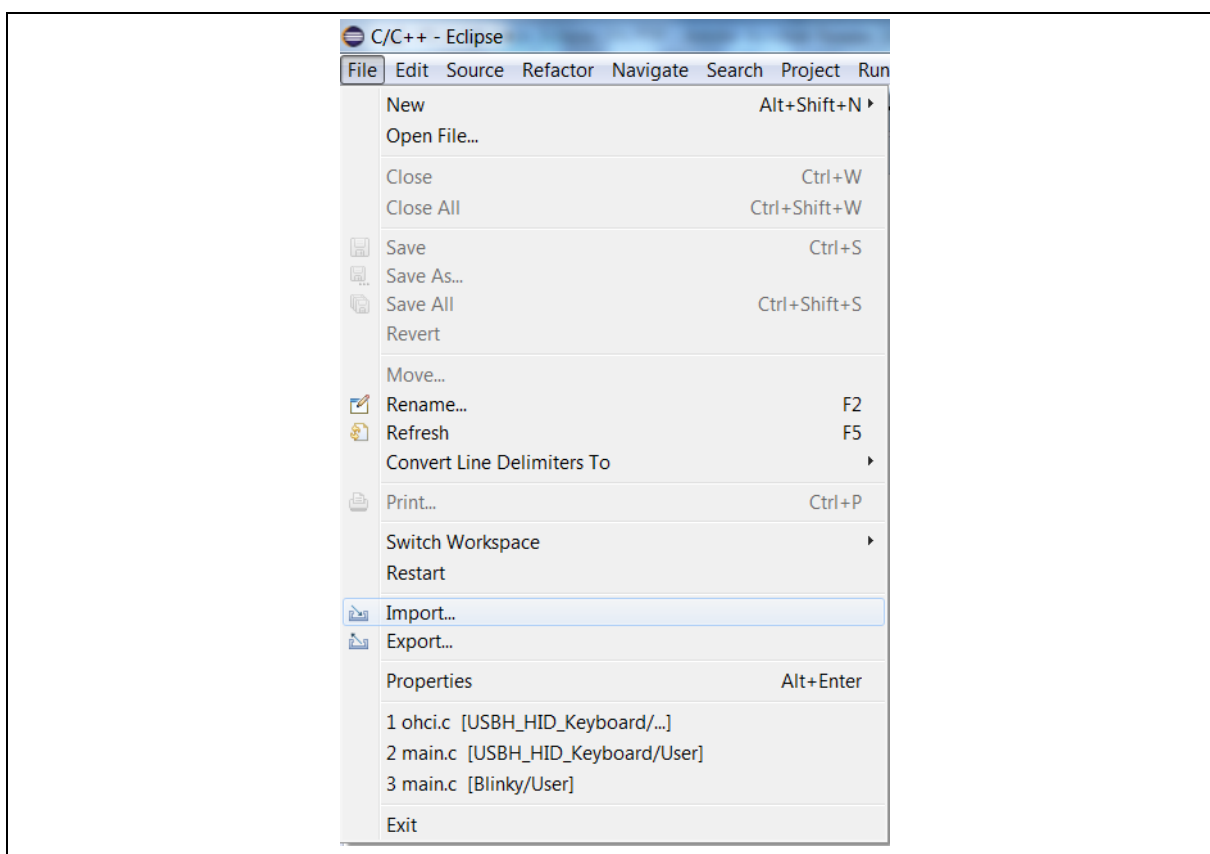 C/C++ - Eclipse
File Edit Source Refactor Navigate Search Project Run
New Alt+Shift+N
Open File...
Close Ctrl+W
Close All Ctrl+Shift+W
Save Ctrl+S
Save As...
Save All Ctrl+Shift+S
Revert
Move...
Rename... F2
Refresh F5
Convert Line Delimiters To
Print... Ctrl+P
Switch Workspace
Restart
Import...
Export...
Properties Alt+Enter
1 ohci.c [USBH_HID_Keyboard/...]
2 main.c [USBH_HID_Keyboard/User]
3 main.c [Blinky/User]
Exit